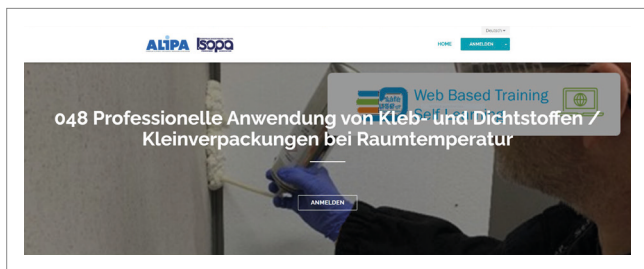 Deutsch
ALIPA isopa
HOME ANMELDEN
Web Based Training
Self Learning
048 Professionelle Anwendung von Kleb- und Dichtstoffen /
Kleinverpackungen bei Raumtemperatur
ANMELDEN